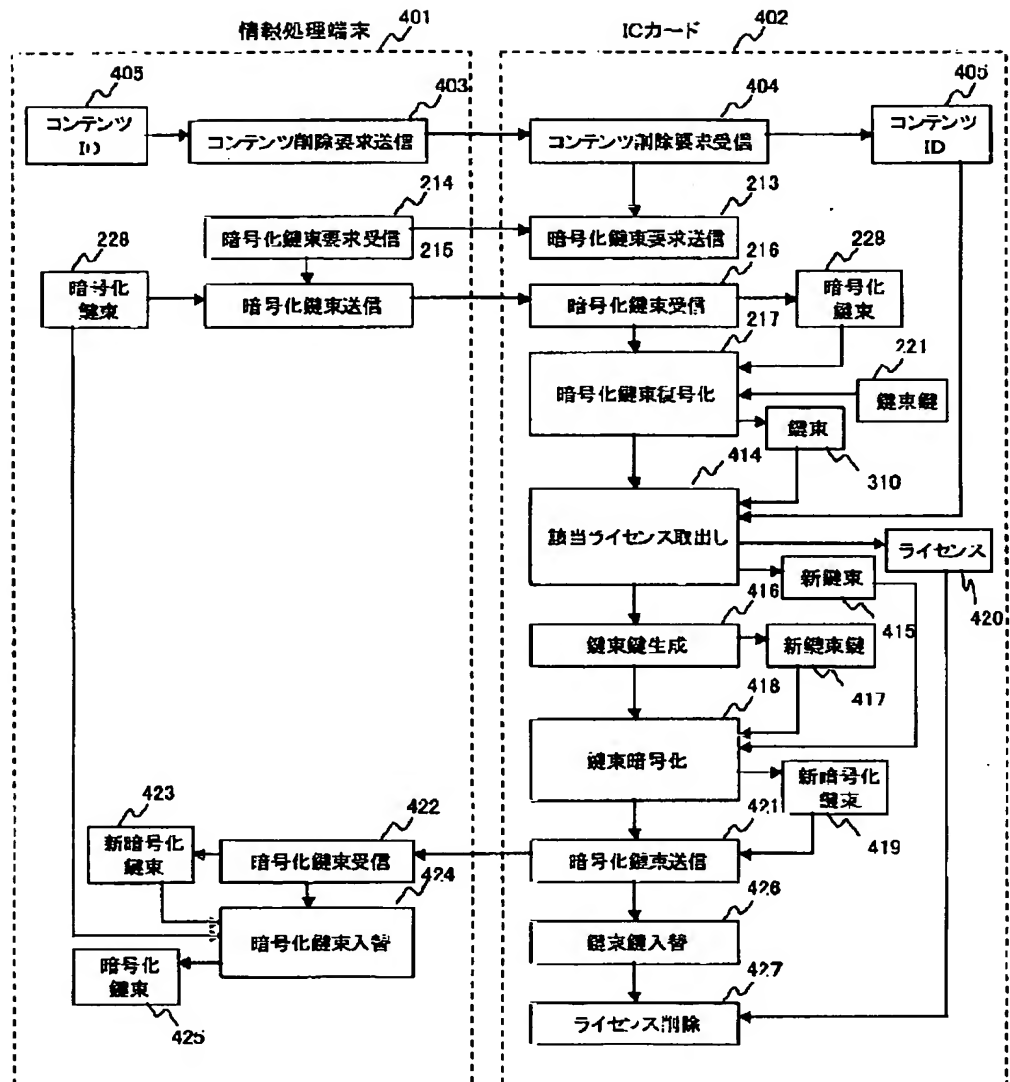 情報処理端末
401
ICカード
402
405
コンテンツ
ID
403
コンテンツ削除要求送信
404
コンテンツ削除要求受信
405
コンテンツ
ID
214
暗号化鍵束要求受信
213
暗号化鍵束要求送信
228
暗号化
鍵束
215
暗号化鍵束送信
216
暗号化鍵束受信
228
暗号化
鍵束
217
暗号化鍵束復号化
221
鍵束鍵
鍵束
310
414
該当ライセンス取出し
ライセンス
420
新鍵束
415
416
鍵束鍵生成
新鍵束鍵
417
418
鍵束暗号化
新暗号化
鍵束
419
423
新暗号化
鍵束
422
暗号化鍵束受信
421
暗号化鍵束送信
424
暗号化鍵束入替
426
鍵束鍵入替
暗号化
鍵束
425
427
ライセンス削除